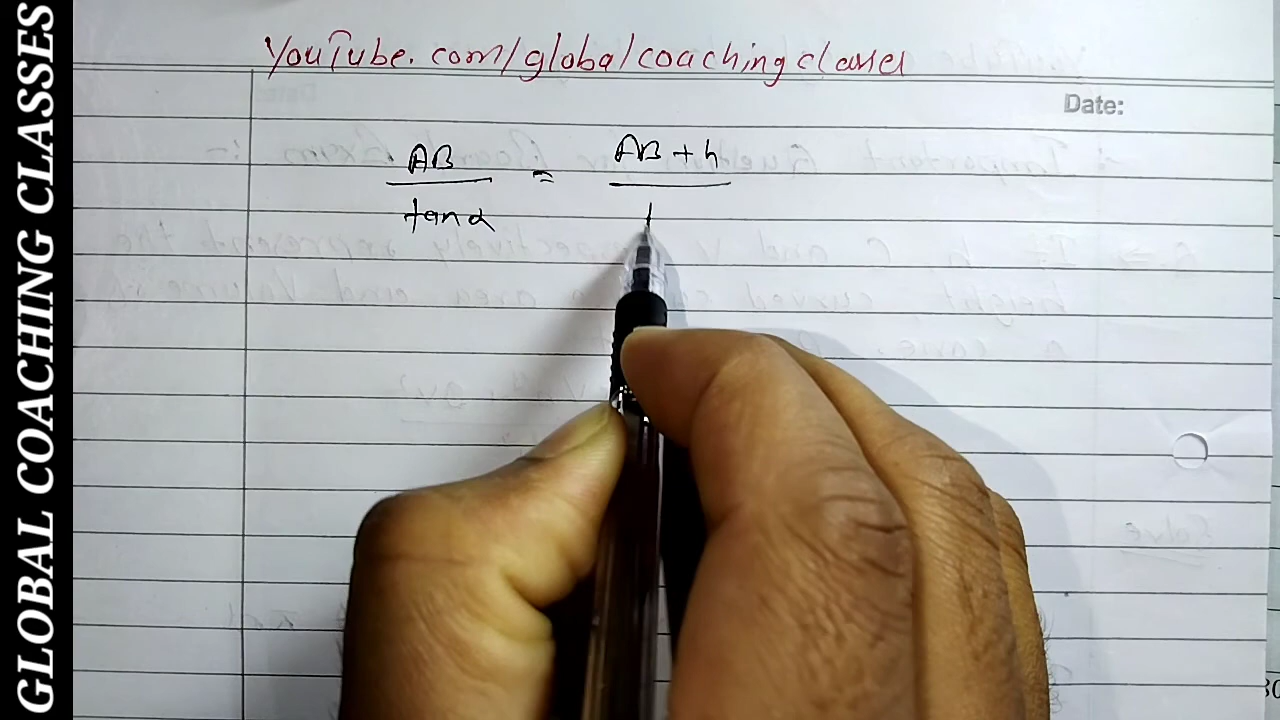 GLOBAL COACHING CLASSES
YouTube.com/globalcoachingclasses
Date:
AB / tanα = AB + h / t